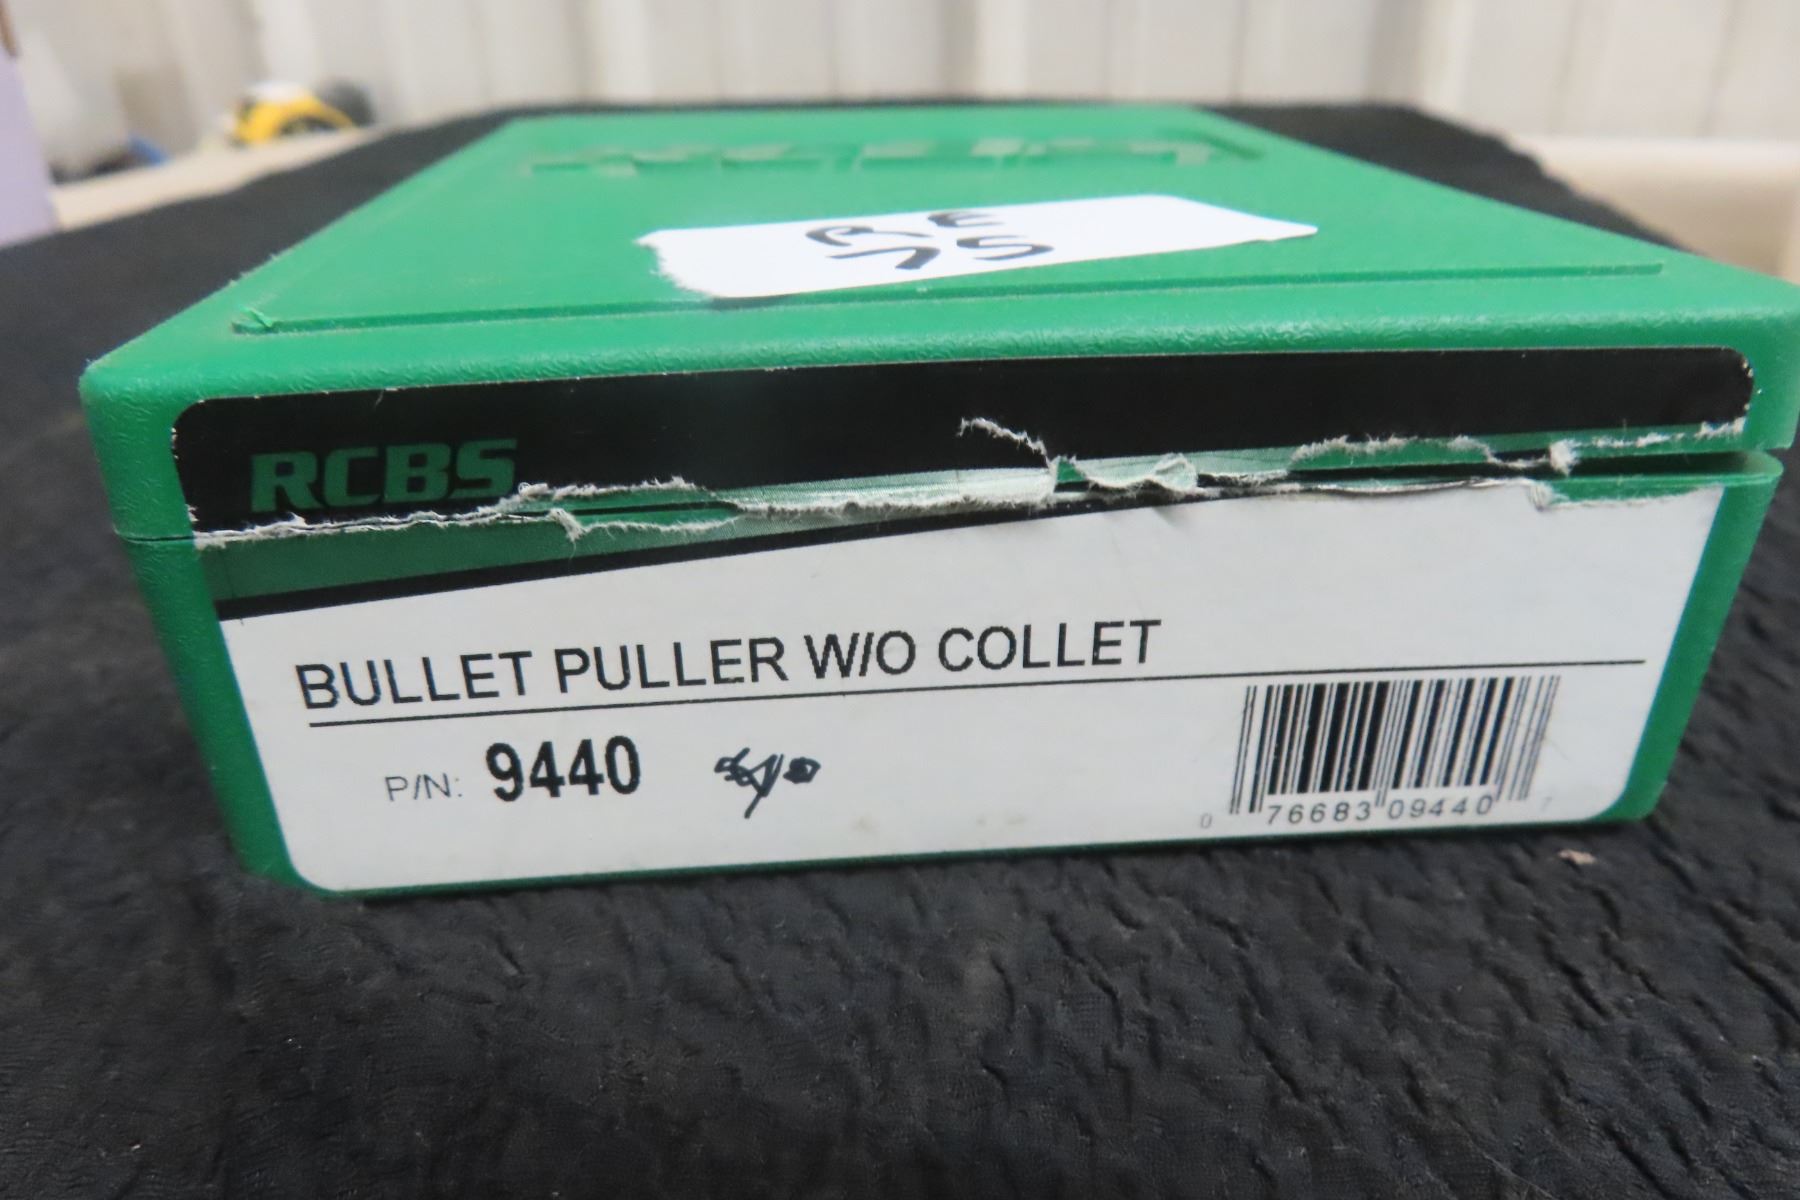 RCBS
BULLET PULLER W/O COLLET
P/N: 9440
0 76683 09440 7